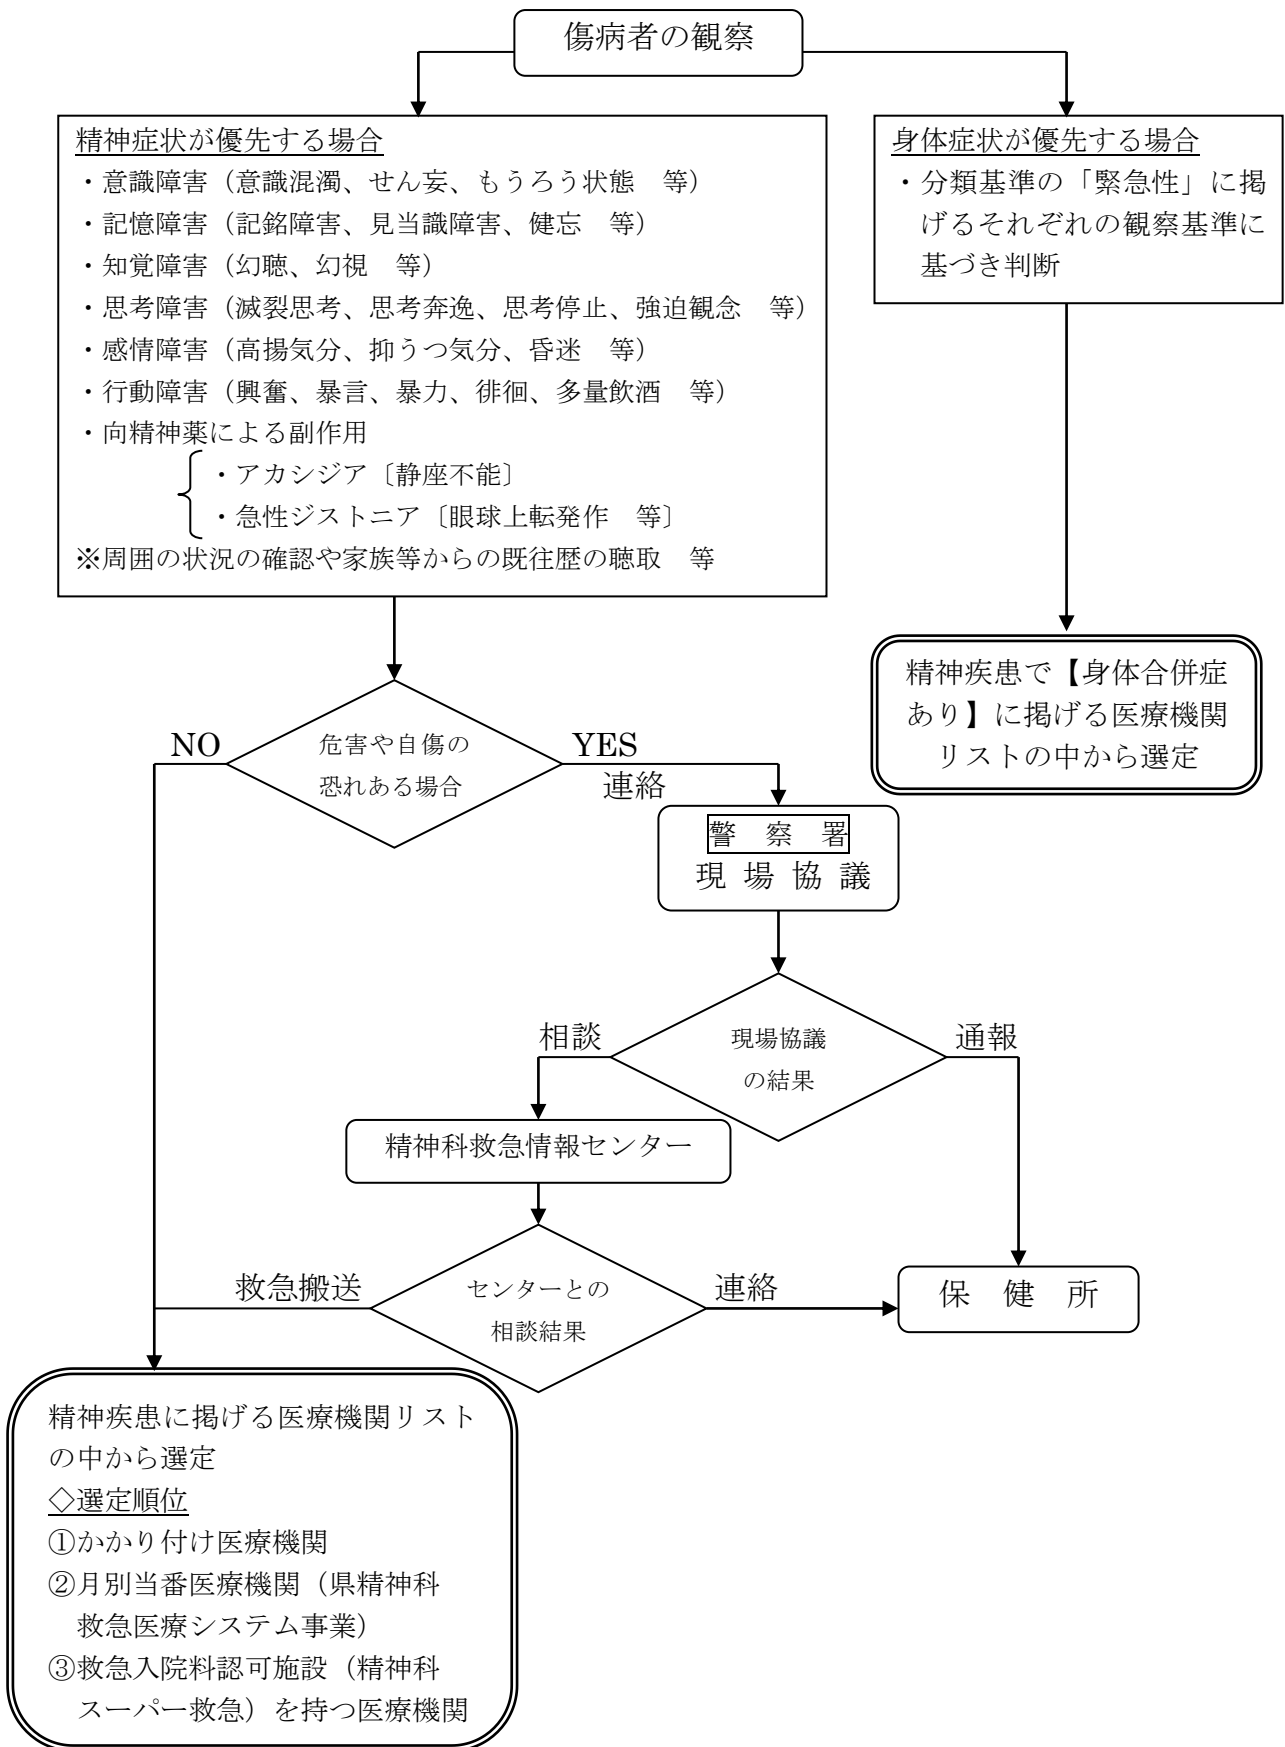 傷病者の観察
精神症状が優先する場合
・意識障害（意識混濁、せん妄、もうろう状態　等）
・記憶障害（記銘障害、見当識障害、健忘　等）
・知覚障害（幻聴、幻視　等）
・思考障害（滅裂思考、思考奔逸、思考停止、強迫観念　等）
・感情障害（高揚気分、抑うつ気分、昏迷　等）
・行動障害（興奮、暴言、暴力、徘徊、多量飲酒　等）
・向精神薬による副作用
・アカシジア〔静座不能〕
・急性ジストニア〔眼球上転発作　等〕
※周囲の状況の確認や家族等からの既往歴の聴取　等
身体症状が優先する場合
・分類基準の「緊急性」に掲
げるそれぞれの観察基準に
基づき判断
精神疾患で【身体合併症
あり】に掲げる医療機関
リストの中から選定
NO
危害や自傷の
恐れある場合
YES
連絡
警　察　署
現 場 協 議
相談
現場協議
の結果
通報
精神科救急情報センター
救急搬送
センターとの
相談結果
連絡
保　健　所
精神疾患に掲げる医療機関リスト
の中から選定
◇選定順位
①かかり付け医療機関
②月別当番医療機関（県精神科
救急医療システム事業）
③救急入院料認可施設（精神科
スーパー救急）を持つ医療機関